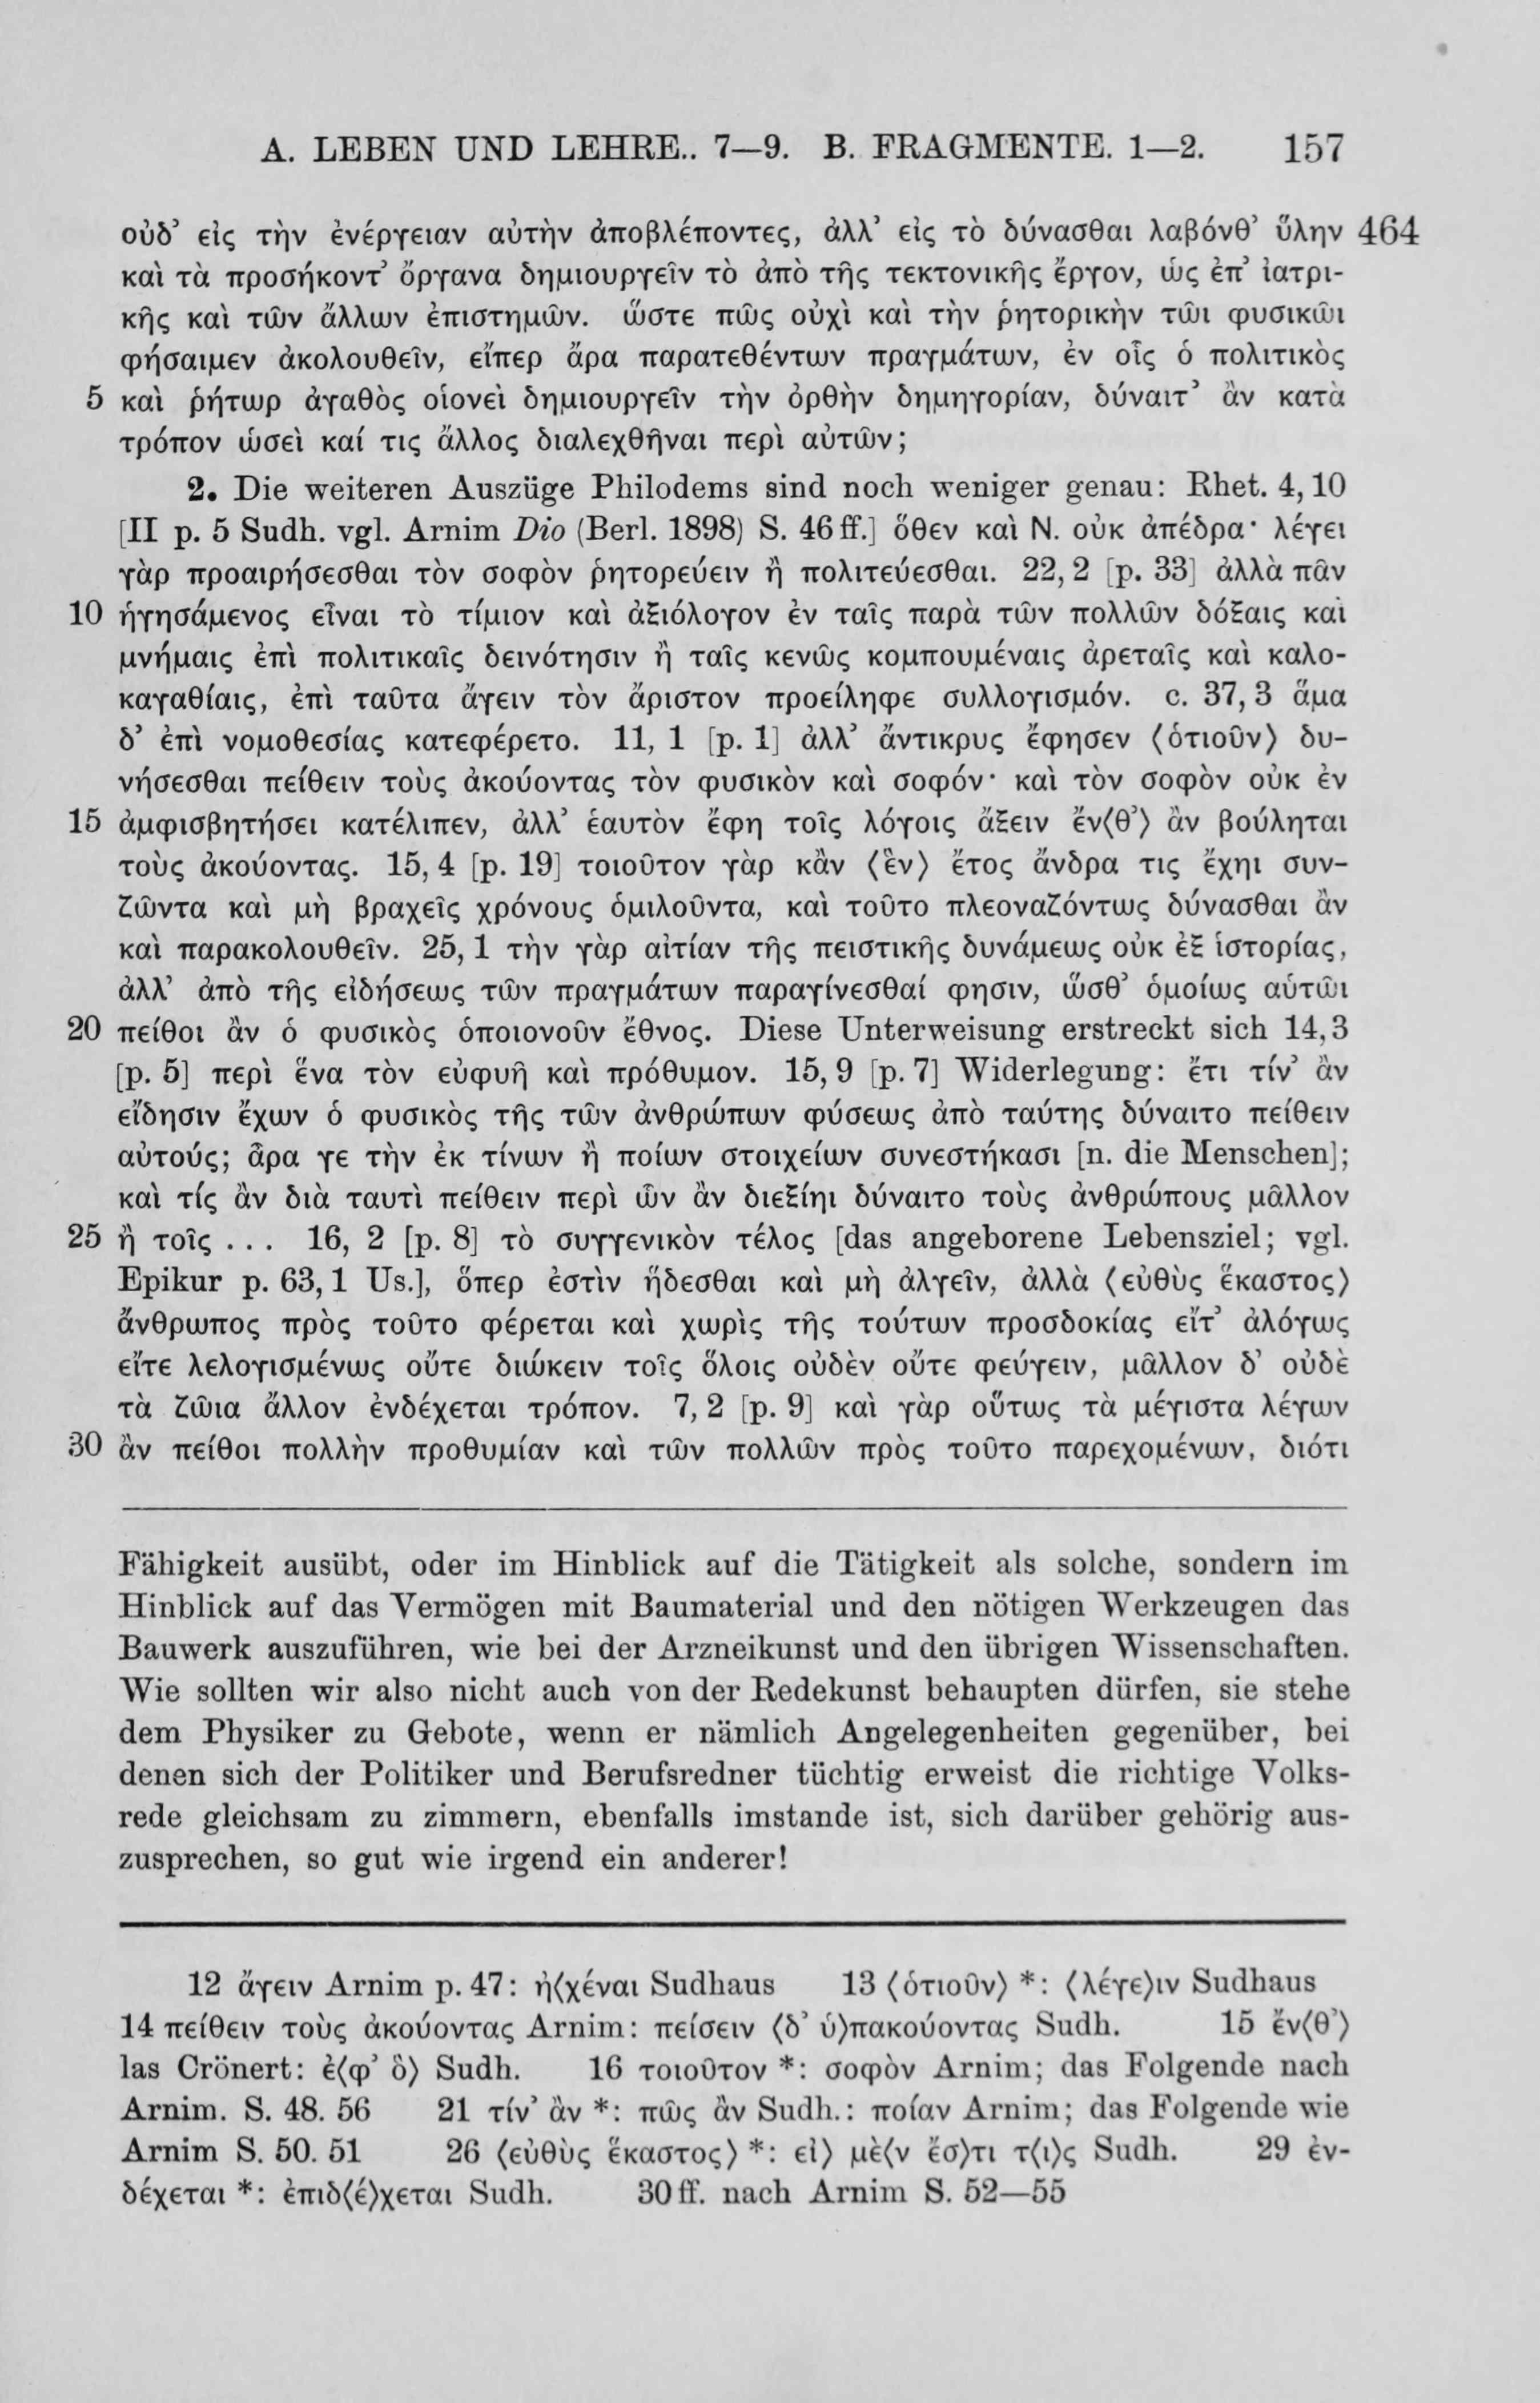 A. LEBEN UND LEHRE.. 7—9. B. FRAGMENTE. 1—2. 157
οὐδ’ εἰς τὴν ἐνέργειαν αὐτὴν ἀποβλέποντες, ἀλλ’ εἰς τὸ δύνασθαι λαβόνθ’ ὕλην 464
καὶ τὰ προσήκοντ’ ὄργανα δημιουργεῖν τὸ ἀπὸ τῆς τεκτονικῆς ἔργον, ὡς ἐπ’ ἰατρι-
κῆς καὶ τῶν ἄλλων ἐπιστημῶν. ὥστε πῶς οὐχὶ καὶ τὴν ῥητορικὴν τῶι φυσικῶι
φήσαιμεν ἀκολουθεῖν, εἴπερ ἄρα παρατεθέντων πραγμάτων, ἐν οἷς ὁ πολιτικὸς
5 καὶ ῥήτωρ ἀγαθὸς οἱονεὶ δημιουργεῖν τὴν ὀρθὴν δημηγορίαν, δύναιτ’ ἂν κατὰ
τρόπον ὡσεὶ καί τις ἄλλος διαλεχθῆναι περὶ αὐτῶν;
2. Die weiteren Auszüge Philodems sind noch weniger genau: Rhet. 4, 10
[II p. 5 Sudh. vgl. Arnim Dio (Berl. 1898) S. 46 ff.] ὅθεν καὶ Ν. οὐκ ἀπέδρα· λέγει
γὰρ προαιρήσεσθαι τὸν σοφὸν ῥητορεύειν ἢ πολιτεύεσθαι. 22, 2 [p. 33] ἀλλὰ πᾶν
10 ἡγησάμενος εἶναι τὸ τίμιον καὶ ἀξιόλογον ἐν ταῖς παρὰ τῶν πολλῶν δόξαις καὶ
μνήμαις ἐπὶ πολιτικαῖς δεινότησιν ἢ ταῖς κενῶς κομπουμέναις ἀρεταῖς καὶ καλο-
καγαθίαις, ἐπὶ ταῦτα ἄγειν τὸν ἄριστον προείληφε συλλογισμόν. c. 37, 3 ἅμα
δ’ ἐπὶ νομοθεσίας κατεφέρετο. 11, 1 [p. 1] ἀλλ’ ἄντικρυς ἔφησεν ⟨ὁτιοῦν⟩ δυ-
νήσεσθαι πείθειν τοὺς ἀκούοντας τὸν φυσικὸν καὶ σοφόν· καὶ τὸν σοφὸν οὐκ ἐν
15 ἀμφισβητήσει κατέλιπεν, ἀλλ’ ἑαυτὸν ἔφη τοῖς λόγοις ἄξειν ἔν⟨θ’⟩ ἂν βούληται
τοὺς ἀκούοντας. 15, 4 [p. 19] τοιοῦτον γὰρ κἂν ⟨ἓν⟩ ἔτος ἄνδρα τις ἔχηι συν-
ζῶντα καὶ μὴ βραχεῖς χρόνους ὁμιλοῦντα, καὶ τοῦτο πλεοναζόντως δύνασθαι ἂν
καὶ παρακολουθεῖν. 25, 1 τὴν γὰρ αἰτίαν τῆς πειστικῆς δυνάμεως οὐκ ἐξ ἱστορίας,
ἀλλ’ ἀπὸ τῆς εἰδήσεως τῶν πραγμάτων παραγίνεσθαί φησιν, ὥσθ’ ὁμοίως αὑτῶι
20 πείθοι ἂν ὁ φυσικὸς ὁποιονοῦν ἔθνος. Diese Unterweisung erstreckt sich 14, 3
[p. 5] περὶ ἕνα τὸν εὐφυῆ καὶ πρόθυμον. 15, 9 [p. 7] Widerlegung: ἔτι τίν’ ἂν
εἴδησιν ἔχων ὁ φυσικὸς τῆς τῶν ἀνθρώπων φύσεως ἀπὸ ταύτης δύναιτο πείθειν
αὐτούς; ἆρα γε τὴν ἐκ τίνων ἢ ποίων στοιχείων συνεστήκασι [n. die Menschen];
καὶ τίς ἂν διὰ ταυτὶ πείθειν περὶ ὧν ἂν διεξίηι δύναιτο τοὺς ἀνθρώπους μᾶλλον
25 ἢ τοῖς . . . 16, 2 [p. 8] τὸ συγγενικὸν τέλος [das angeborene Lebensziel; vgl.
Epikur p. 63, 1 Us.], ὅπερ ἐστὶν ἥδεσθαι καὶ μὴ ἀλγεῖν, ἀλλὰ ⟨εὐθὺς ἕκαστος⟩
ἄνθρωπος πρὸς τοῦτο φέρεται καὶ χωρὶς τῆς τούτων προσδοκίας εἴτ’ ἀλόγως
εἴτε λελογισμένως οὔτε διώκειν τοῖς ὅλοις οὐδὲν οὔτε φεύγειν, μᾶλλον δ’ οὐδὲ
τὰ ζῶια ἄλλον ἐνδέχεται τρόπον. 7, 2 [p. 9] καὶ γὰρ οὕτως τὰ μέγιστα λέγων
30 ἂν πείθοι πολλὴν προθυμίαν καὶ τῶν πολλῶν πρὸς τοῦτο παρεχομένων, διότι
Fähigkeit ausübt, oder im Hinblick auf die Tätigkeit als solche, sondern im
Hinblick auf das Vermögen mit Baumaterial und den nötigen Werkzeugen das
Bauwerk auszuführen, wie bei der Arzneikunst und den übrigen Wissenschaften.
Wie sollten wir also nicht auch von der Redekunst behaupten dürfen, sie stehe
dem Physiker zu Gebote, wenn er nämlich Angelegenheiten gegenüber, bei
denen sich der Politiker und Berufsredner tüchtig erweist die richtige Volks-
rede gleichsam zu zimmern, ebenfalls imstande ist, sich darüber gehörig aus-
zusprechen, so gut wie irgend ein anderer!
12 ἄγειν Arnim p. 47: ἠ⟨χέναι Sudhaus 13 ⟨ὁτιοῦν⟩ *: ⟨λέγε⟩ιν Sudhaus
14 πείθειν τοὺς ἀκούοντας Arnim: πείσειν ⟨δ’ ὑ⟩πακούοντας Sudh. 15 ἔν⟨θ’⟩
las Crönert: ἐ⟨φ’ ὃ⟩ Sudh. 16 τοιοῦτον *: σοφὸν Arnim; das Folgende nach
Arnim. S. 48. 56 21 τίν’ ἂν *: πῶς ἂν Sudh.: ποίαν Arnim; das Folgende wie
Arnim S. 50. 51 26 ⟨εὐθὺς ἕκαστος⟩ *: εἰ⟩ μὲ⟨ν ἔσ⟩τι τ⟨ι⟩ς Sudh. 29 ἐν-
δέχεται *: ἐπιδ⟨έ⟩χεται Sudh. 30 ff. nach Arnim S. 52—55